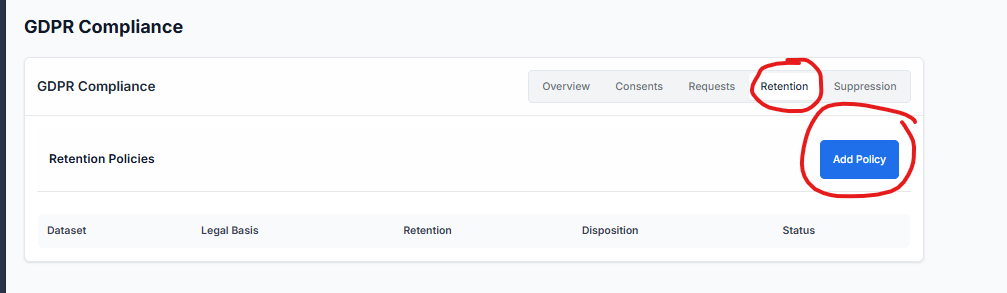 GDPR Compliance
GDPR Compliance Overview Consents Requests Retention Suppression
Retention Policies Add Policy
Dataset Legal Basis Retention Disposition Status